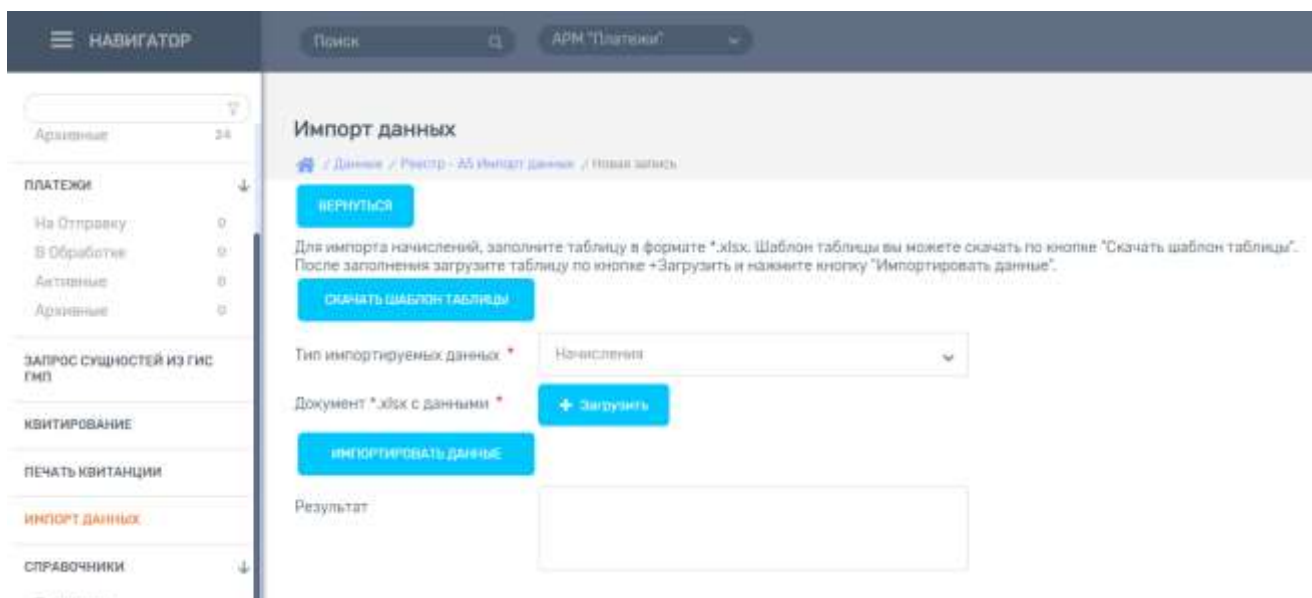 НАВИГАТОР
Поиск
АРМ "Платежи"
Архивные 24
Импорт данных
/ Данные / Реестр - А5 Импорт данных / Новая запись
ПЛАТЕЖИ
ВЕРНУТЬСЯ
На Отправку 0
В Обработке 0
Активные 0
Архивные 0
Для импорта начислений, заполните таблицу в формате *.xlsx. Шаблон таблицы вы можете скачать по кнопке "Скачать шаблон таблицы".
После заполнения загрузите таблицу по кнопке +Загрузить и нажмите кнопку "Импортировать данные".
СКАЧАТЬ ШАБЛОН ТАБЛИЦЫ
Тип импортируемых данных * Начисления
ЗАПРОС СУЩНОСТЕЙ ИЗ ГИС
ГМП
Документ *.xlsx с данными * + Загрузить
КВИТИРОВАНИЕ
ИМПОРТИРОВАТЬ ДАННЫЕ
ПЕЧАТЬ КВИТАНЦИИ
Результат
ИМПОРТ ДАННЫХ
СПРАВОЧНИКИ